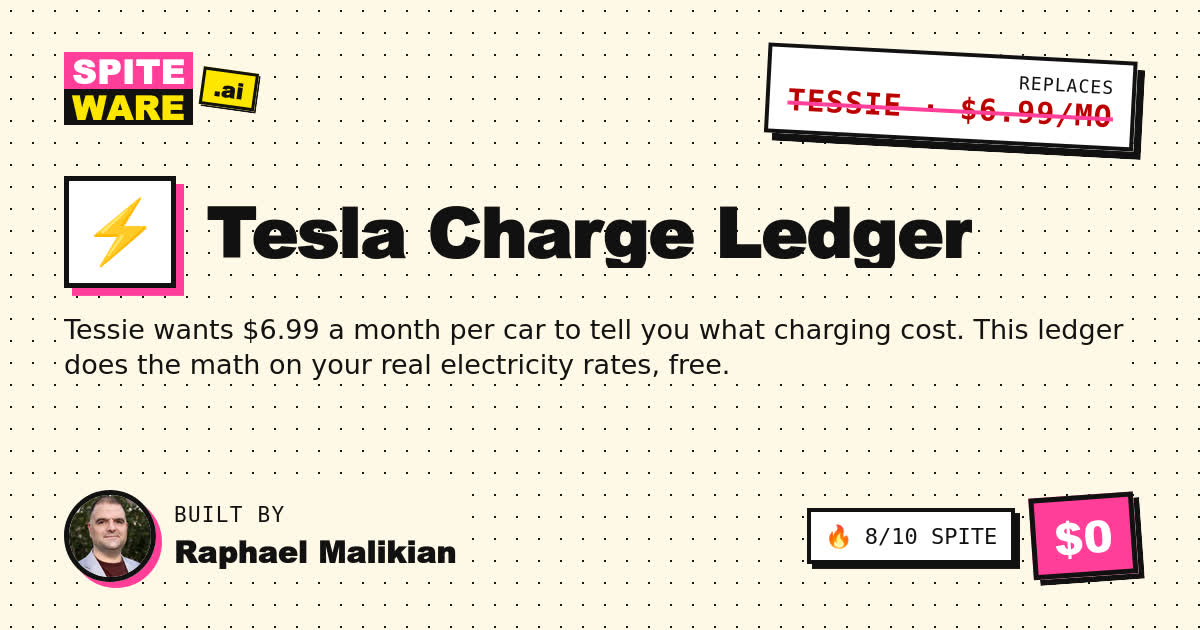 SPITE
WARE
.ai
REPLACES
TESSIE · $6.99/MO
Tesla Charge Ledger
Tessie wants $6.99 a month per car to tell you what charging cost. This ledger
does the math on your real electricity rates, free.
BUILT BY
Raphael Malikian
🔥 8/10 SPITE
$0